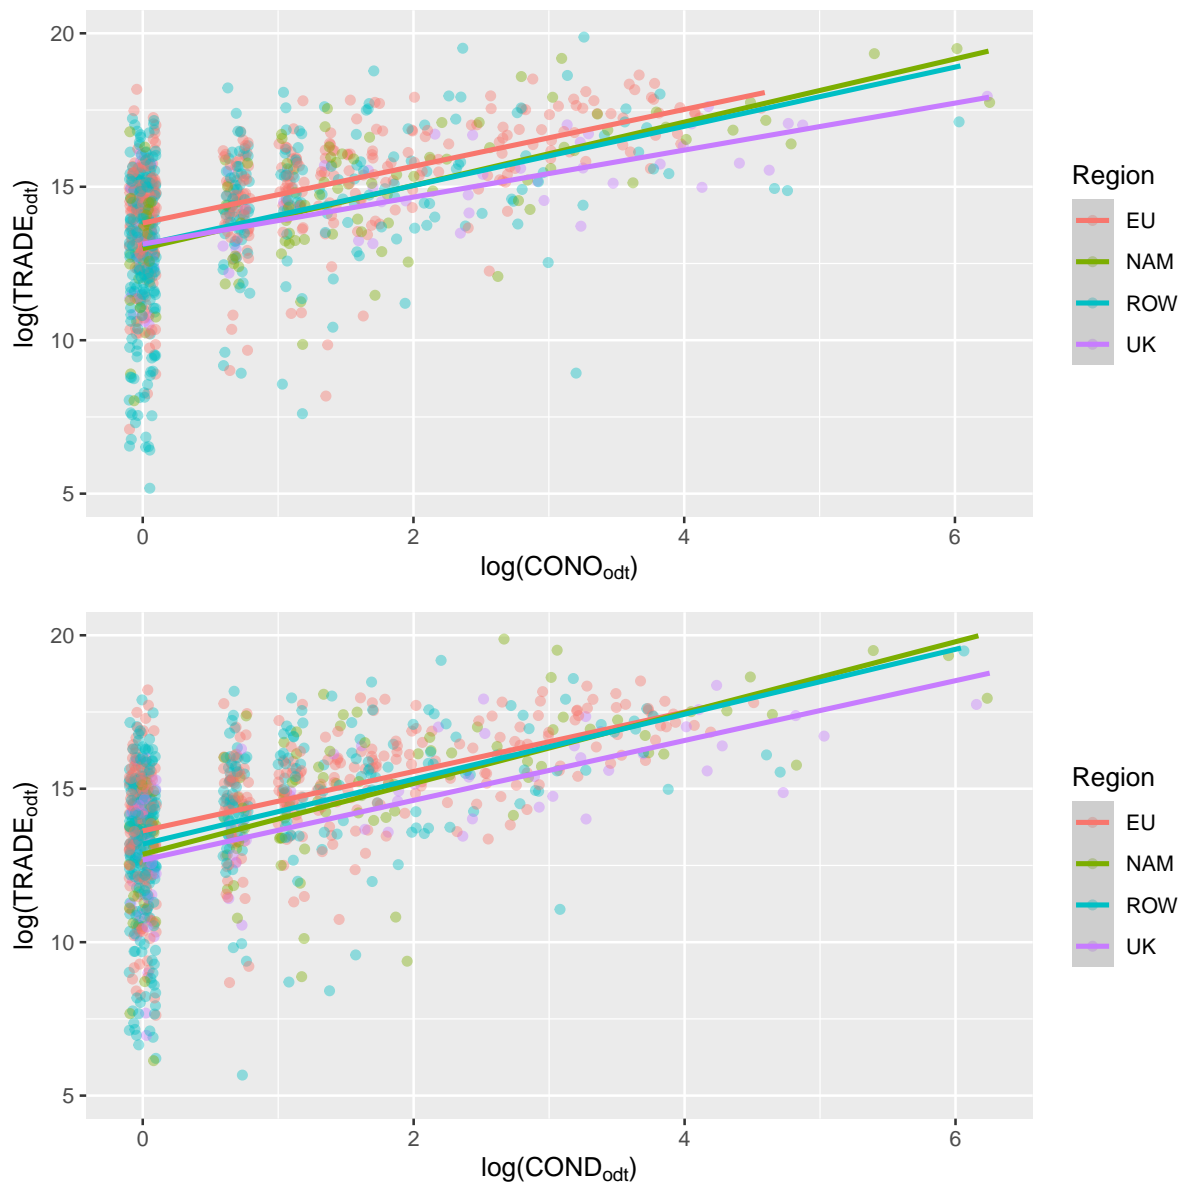 20
15
10
5
log(TRADEodt)
0 2 4 6
log(CONOodt)
Region
EU
NAM
ROW
UK
20
15
10
5
log(TRADEodt)
0 2 4 6
log(CONDodt)
Region
EU
NAM
ROW
UK